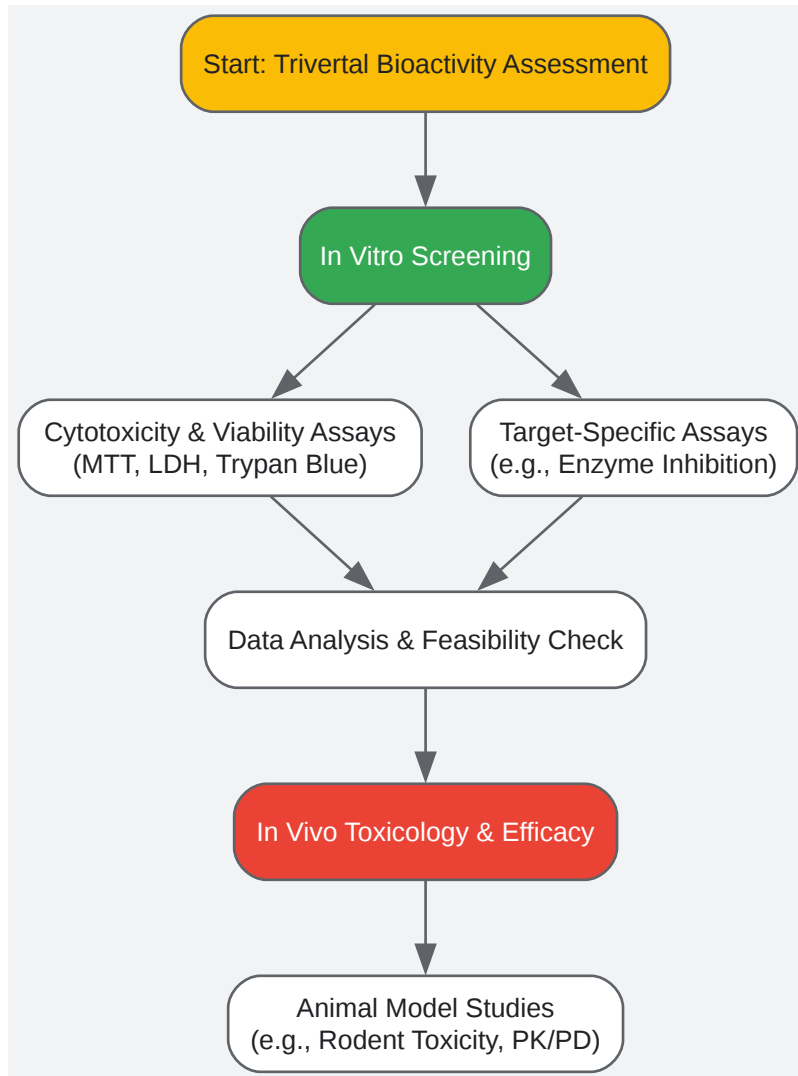 Start: Trivertal Bioactivity Assessment
In Vitro Screening
Cytotoxicity & Viability Assays
(MTT, LDH, Trypan Blue)
Target-Specific Assays
(e.g., Enzyme Inhibition)
Data Analysis & Feasibility Check
In Vivo Toxicology & Efficacy
Animal Model Studies
(e.g., Rodent Toxicity, PK/PD)